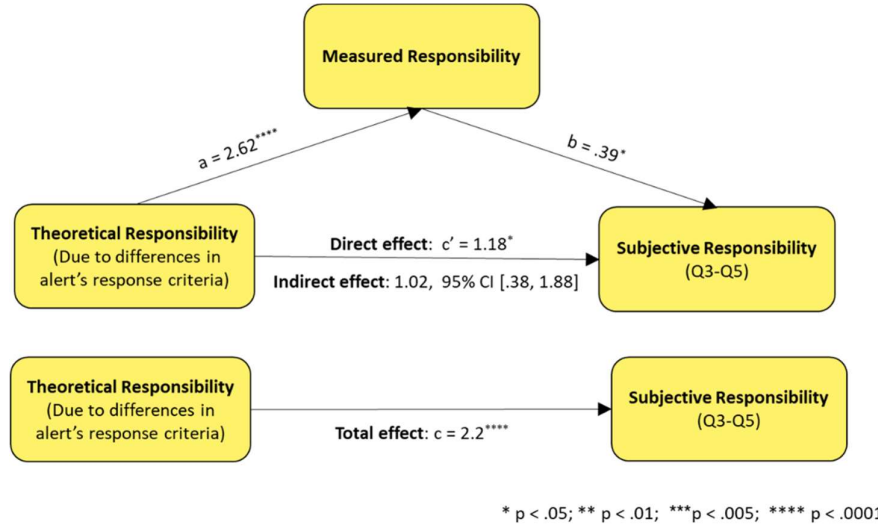 Measured Responsibility
a = 2.62****
b = .39*
Theoretical Responsibility
(Due to differences in
alert's response criteria)
Direct effect: c' = 1.18*
Indirect effect: 1.02, 95% CI [.38, 1.88]
Subjective Responsibility
(Q3-Q5)
Theoretical Responsibility
(Due to differences in
alert's response criteria)
Total effect: c = 2.2****
Subjective Responsibility
(Q3-Q5)
* p < .05; ** p < .01; ***p < .005; **** p < .0001